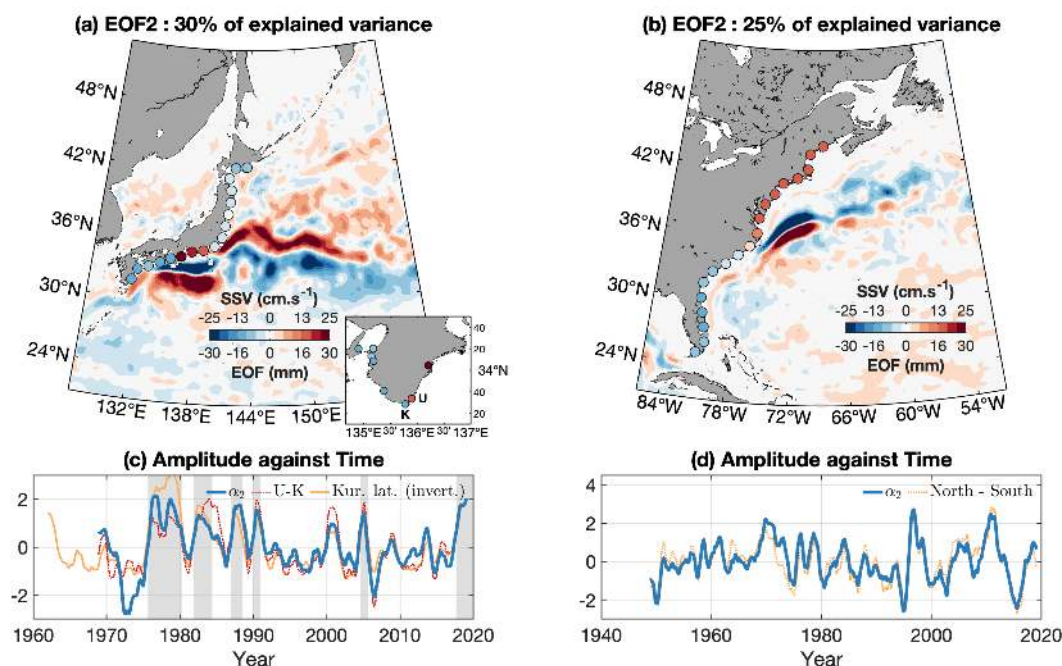 (a) EOF2 : 30% of explained variance
48°N
42°N
36°N
30°N
24°N
132°E
138°E
144°E
150°E
SSV (cm.s⁻¹)
-25 -13 0 13 25
-30 -16 0 16 30
EOF (mm)
40
20
34°N
40
20
U
K
135°E 30' 136°E 30' 137°E
(b) EOF2 : 25% of explained variance
48°N
42°N
36°N
30°N
24°N
84°W
78°W
72°W
66°W
60°W
54°W
SSV (cm.s⁻¹)
-25 -13 0 13 25
-30 -16 0 16 30
EOF (mm)
(c) Amplitude against Time
α₂ U-K Kur. lat. (invert.)
2
0
-2
1960 1970 1980 1990 2000 2010 2020
Year
(d) Amplitude against Time
α₂ North - South
4
2
0
-2
1940 1960 1980 2000 2020
Year